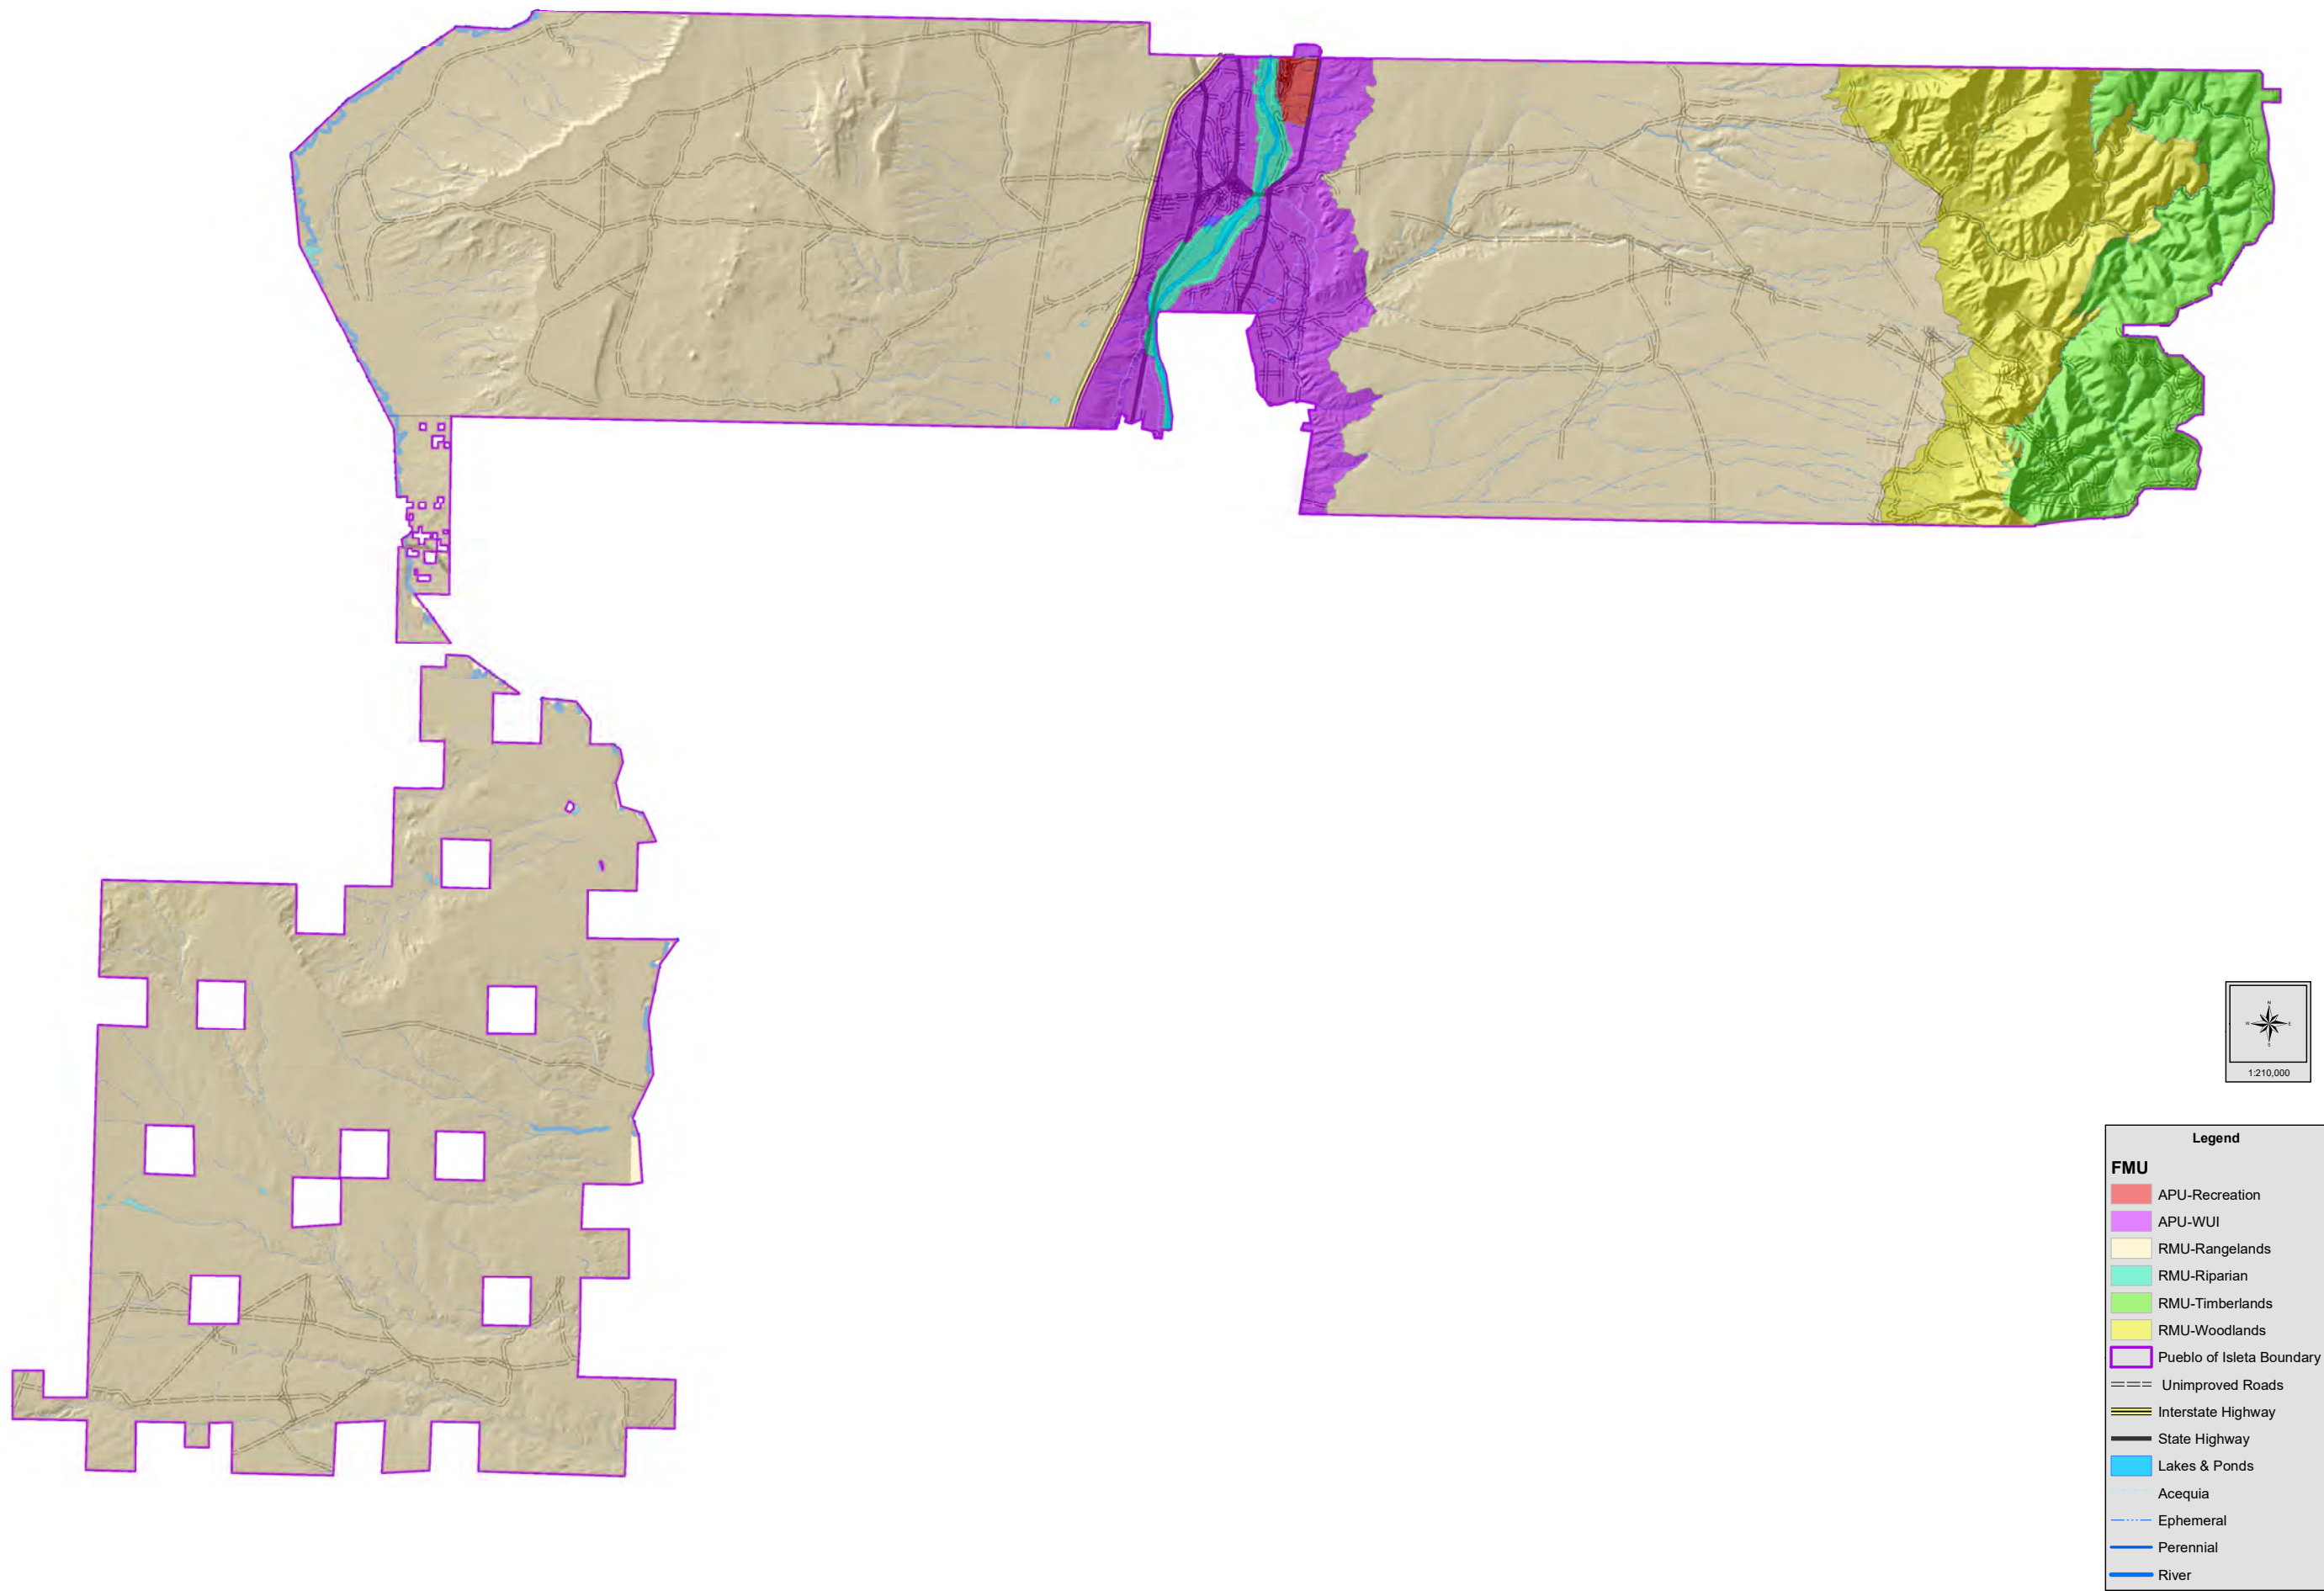 N
W E
S
1:210,000
Legend
FMU
APU-Recreation
APU-WUI
RMU-Rangelands
RMU-Riparian
RMU-Timberlands
RMU-Woodlands
Pueblo of Isleta Boundary
Unimproved Roads
Interstate Highway
State Highway
Lakes & Ponds
Acequia
Ephemeral
Perennial
River